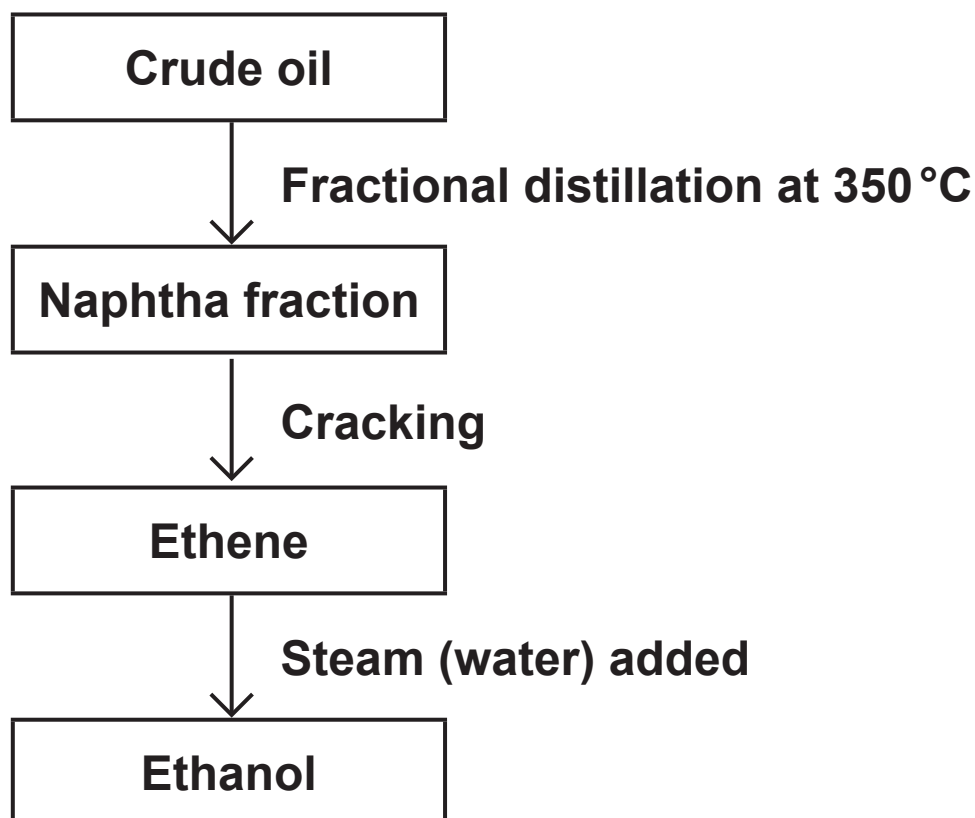 Crude oil
Fractional distillation at 350 °C
Naphtha fraction
Cracking
Ethene
Steam (water) added
Ethanol